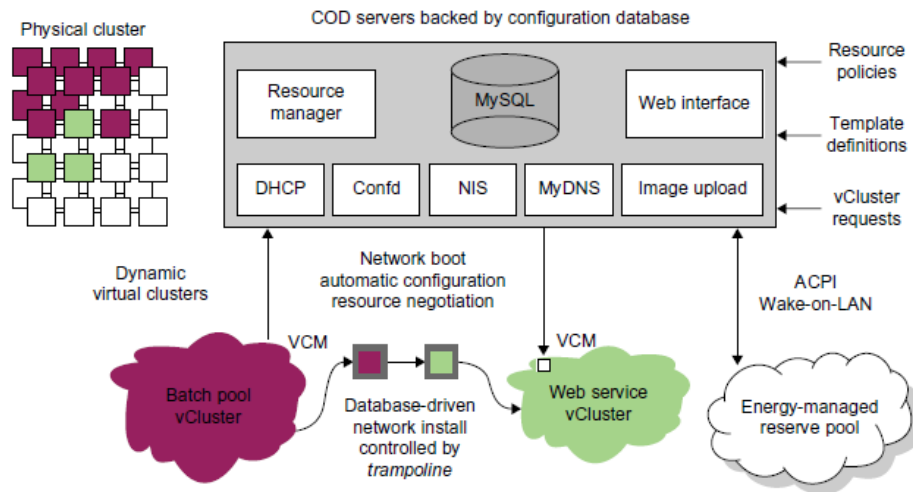 COD servers backed by configuration database
Physical cluster
Resource
manager
MySQL
Web interface
DHCP
Confd
NIS
MyDNS
Image upload
Resource
policies
Template
definitions
vCluster
requests
Dynamic
virtual clusters
Network boot
automatic configuration
resource negotiation
ACPI
Wake-on-LAN
VCM
VCM
Batch pool
vCluster
Database-driven
network install
controlled by
trampoline
Web service
vCluster
Energy-managed
reserve pool